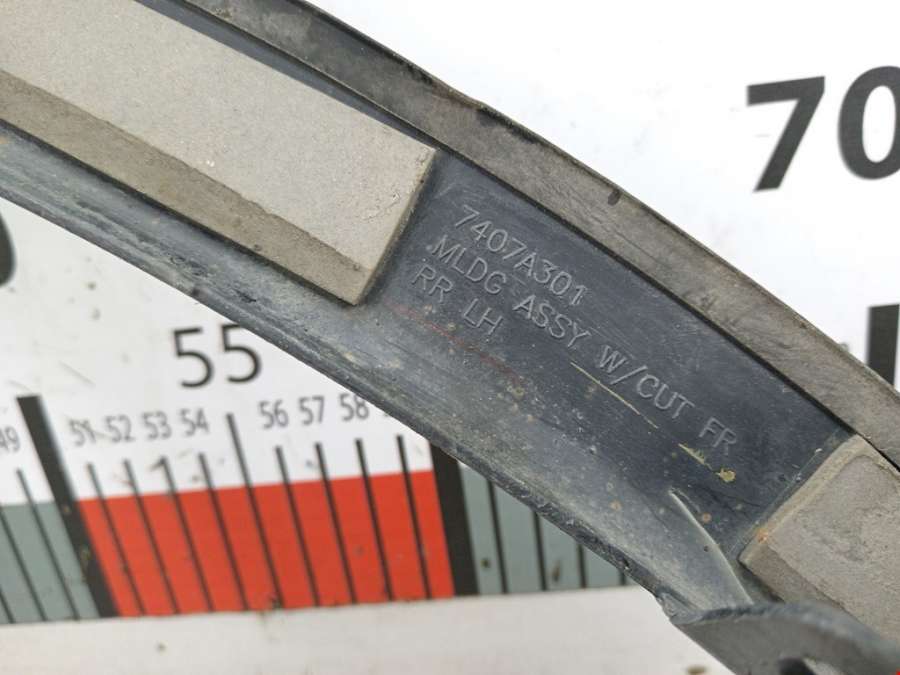 7407A301
MLDG ASSY W/CUT FR
RR LH
70
55
49 51 52 53 54 56 57 58